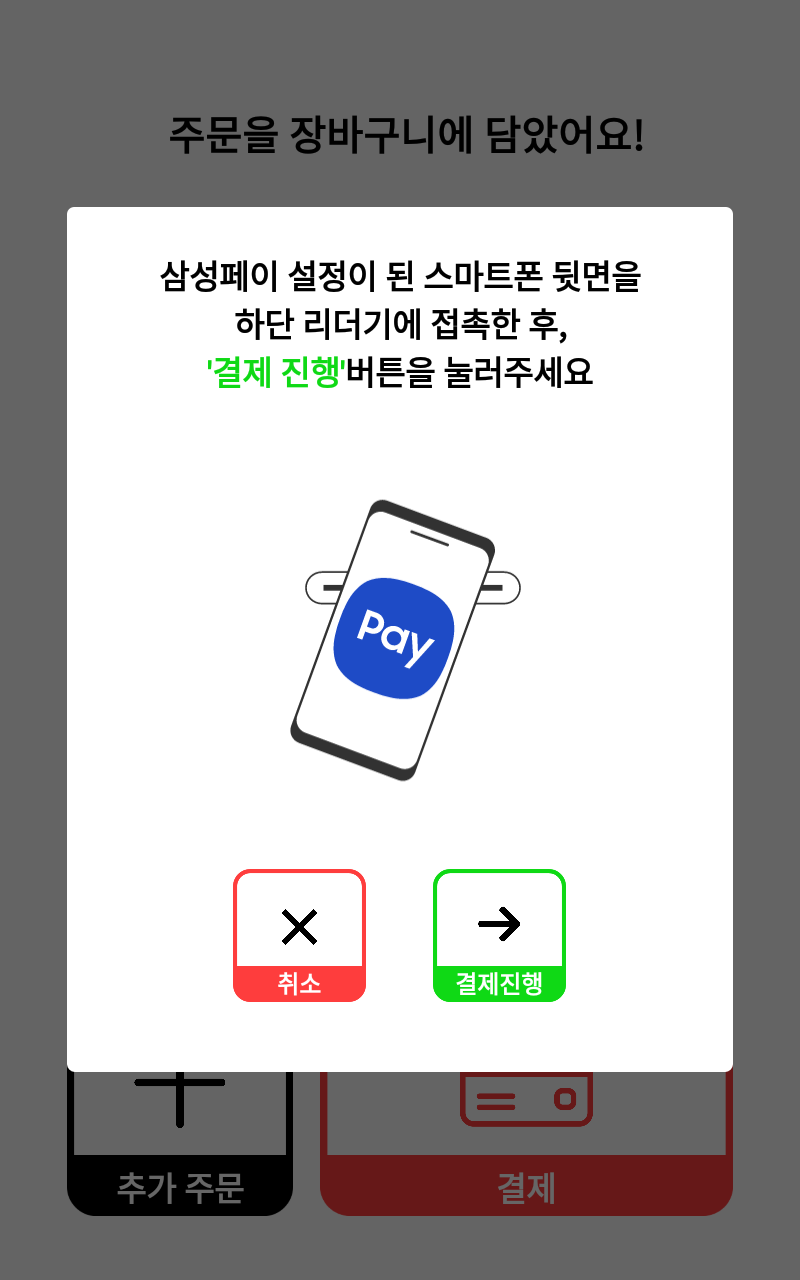 주문을 장바구니에 담았어요!
삼성페이 설정이 된 스마트폰 뒷면을
하단 리더기에 접촉한 후,
'결제 진행'버튼을 눌러주세요
Pay
취소
결제진행
추가 주문
결제